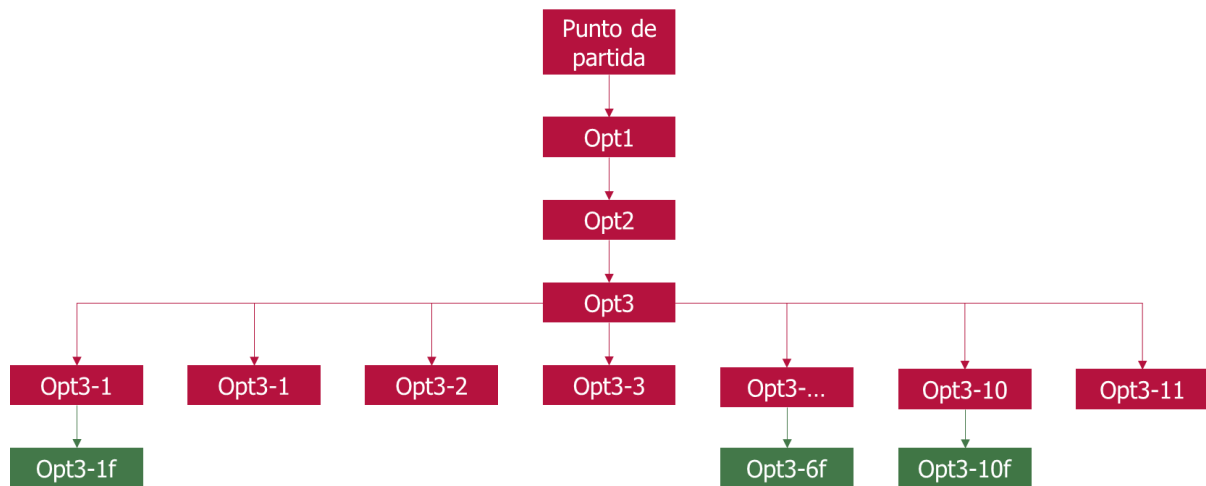 Punto de
partida
Opt1
Opt2
Opt3
Opt3-1
Opt3-1
Opt3-2
Opt3-3
Opt3-...
Opt3-10
Opt3-11
Opt3-1f
Opt3-6f
Opt3-10f